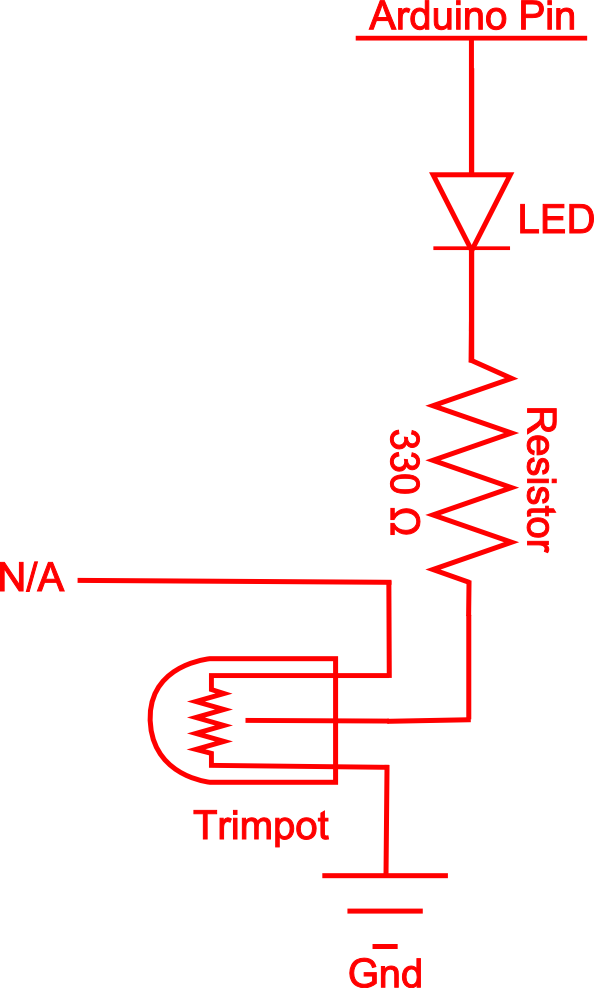 Arduino Pin
LED
Resistor
330 Ω
N/A
Trimpot
Gnd